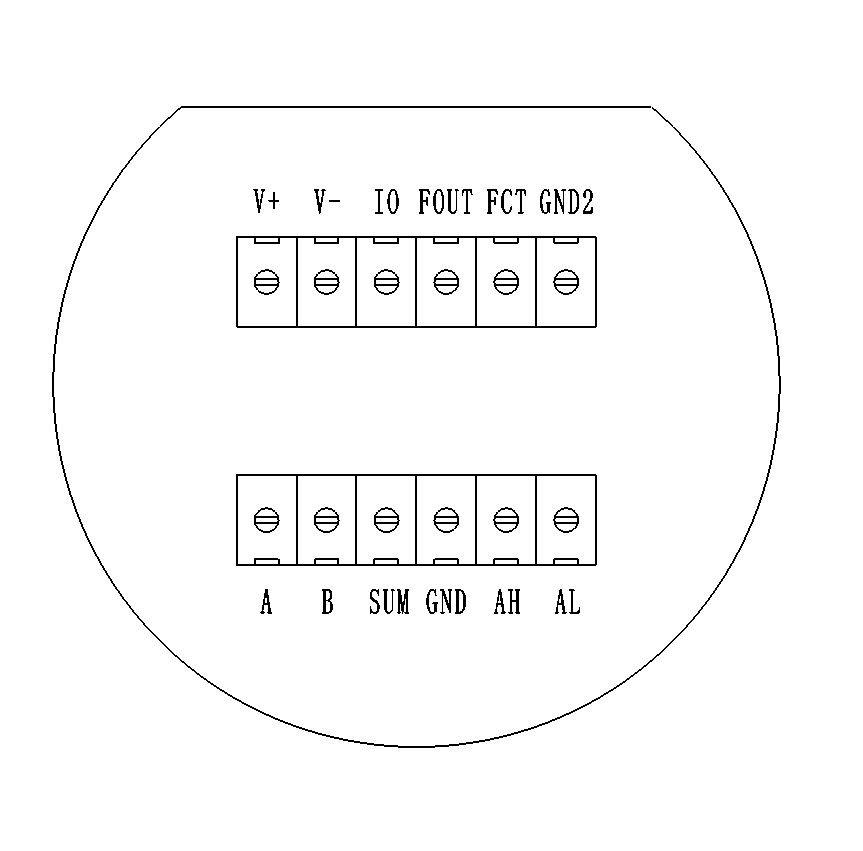 V+ V- IO FOUT FCT GND2
A B SUM GND AH AL